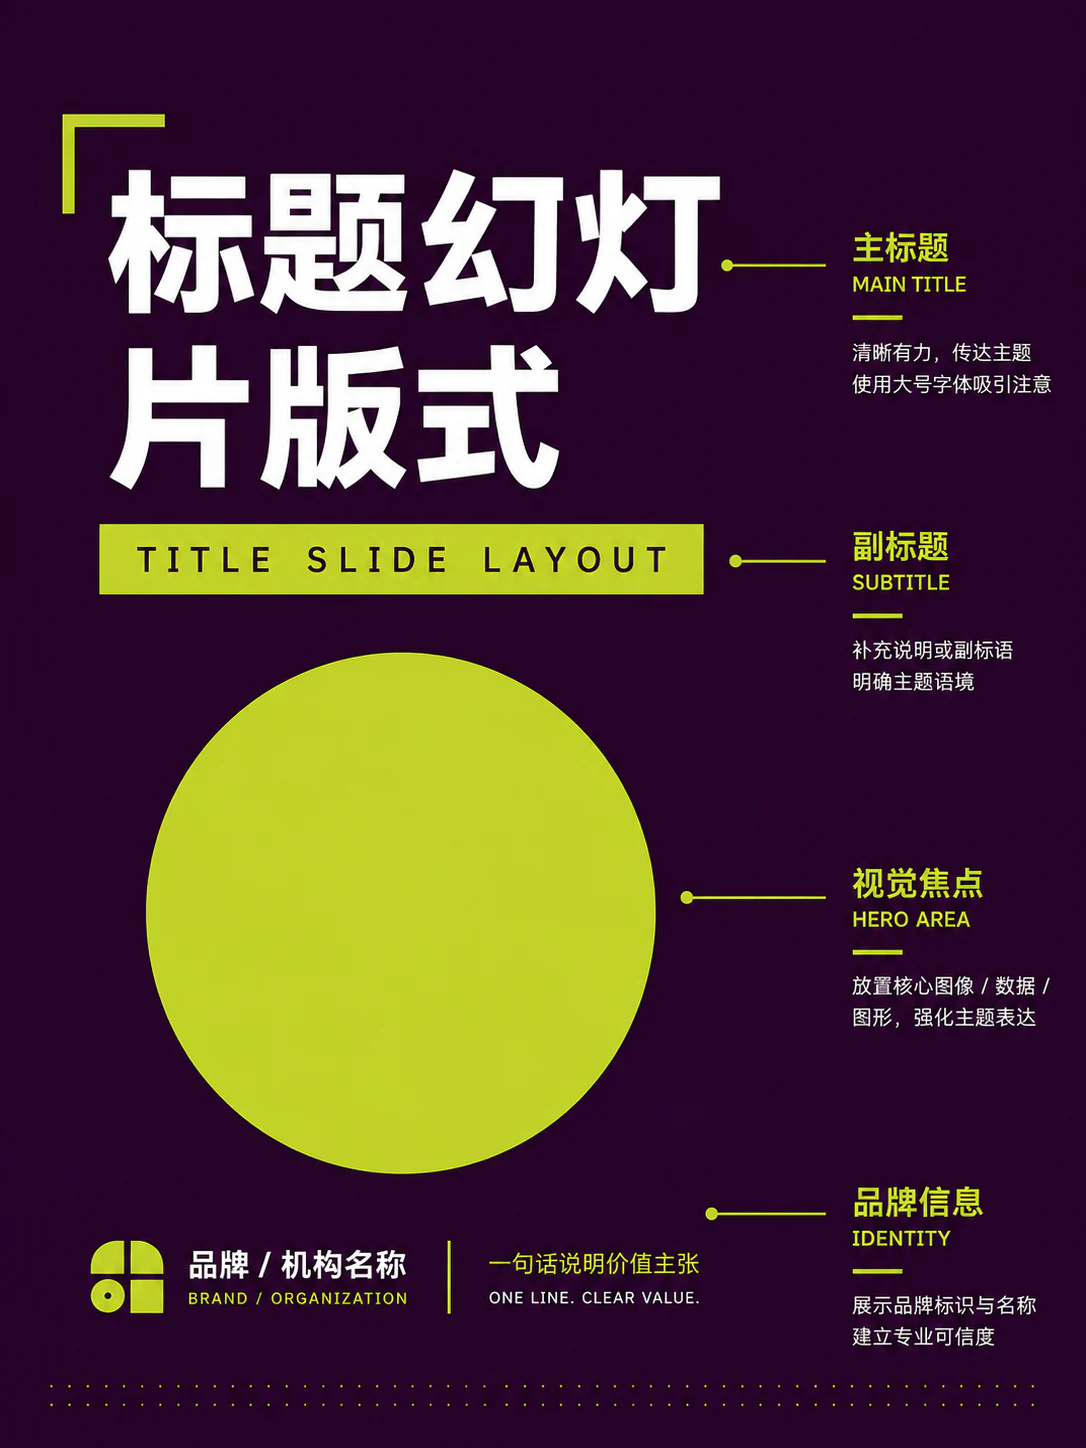 标题幻灯
片版式
TITLE SLIDE LAYOUT
主标题
MAIN TITLE
清晰有力，传达主题
使用大号字体吸引注意
副标题
SUBTITLE
补充说明或副标语
明确主题语境
视觉焦点
HERO AREA
放置核心图像 / 数据 /
图形，强化主题表达
品牌信息
IDENTITY
展示品牌标识与名称
建立专业可信度
品牌 / 机构名称
BRAND / ORGANIZATION
一句话说明价值主张
ONE LINE. CLEAR VALUE.